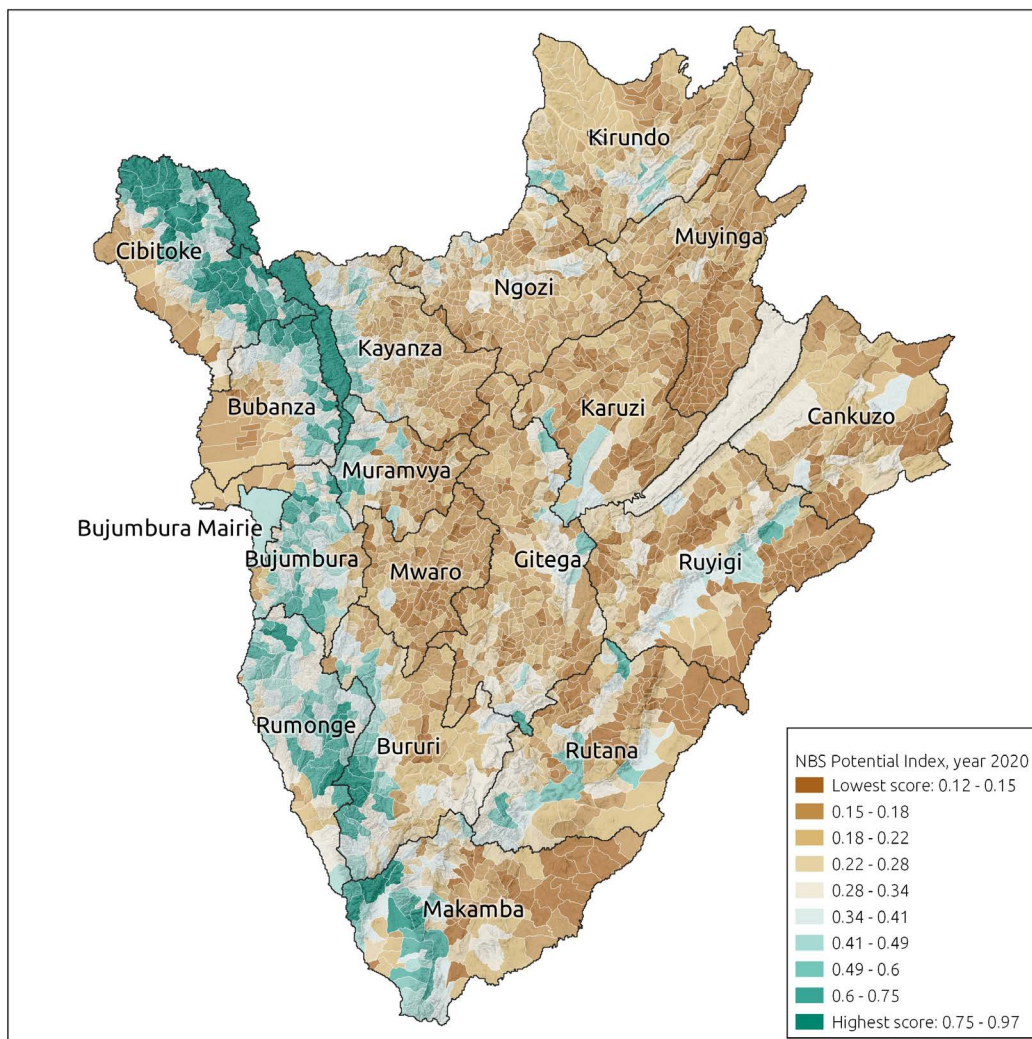 Kirundo
Muyinga
Cibitoke
Ngozi
Kayanza
Bubanza
Karuzi
Cankuzo
Muramvya
Bujumbura Mairie
Bujumbura
Gitega
Ruyigi
Mwaro
Rumonge
Bururi
Rutana
Makamba
NBS Potential Index, year 2020
Lowest score: 0.12 - 0.15
0.15 - 0.18
0.18 - 0.22
0.22 - 0.28
0.28 - 0.34
0.34 - 0.41
0.41 - 0.49
0.49 - 0.6
0.6 - 0.75
Highest score: 0.75 - 0.97